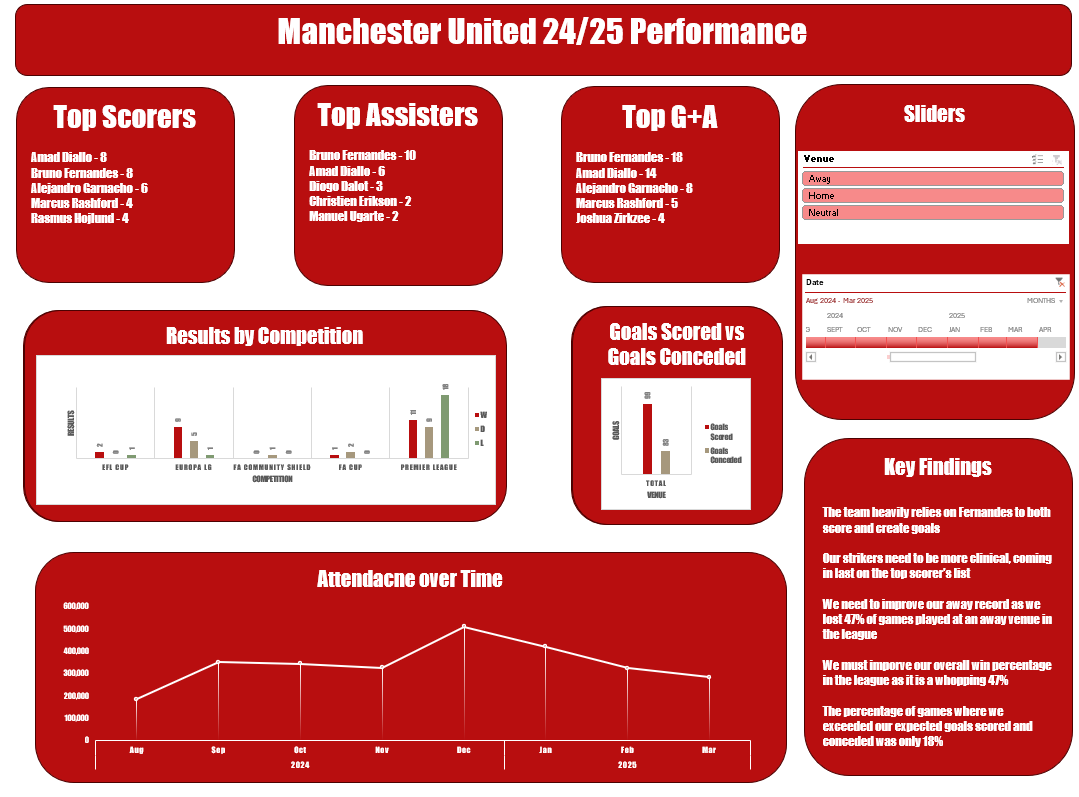 Manchester United 24/25 Performance
Top Scorers
Amad Diallo - 8
Bruno Fernandes - 8
Alejandro Garnacho - 6
Marcus Rashford - 4
Rasmus Hojlund - 4
Top Assisters
Bruno Fernandes - 10
Amad Diallo - 6
Diogo Dalot - 3
Christien Erikson - 2
Manuel Ugarte - 2
Top G+A
Bruno Fernandes - 18
Amad Diallo - 14
Alejandro Garnacho - 8
Marcus Rashford - 5
Joshua Zirkzee - 4
Sliders
Venue
Away
Home
Neutral
Date
Aug 2024 - Mar 2025
MONTHS
2024 2025
SEPT OCT NOV DEC JAN FEB MAR APR
Results by Competition
RESULTS
2 0 1 5 1 0 1 0 1 2 0 11 18
W
D
L
EFL CUP EUROPA LG FA COMMUNITY SHIELD FA CUP PREMIER LEAGUE
COMPETITION
Goals Scored vs
Goals Conceded
GOALS
Goals
Scored
Goals
Conceded
TOTAL
VENUE
Key Findings
The team heavily relies on Fernandes to both
score and create goals
Our strikers need to be more clinical, coming
in last on the top scorer's list
We need to improve our away record as we
lost 47% of games played at an away venue in
the league
We must imporve our overall win percentage
in the league as it is a whopping 47%
The percentage of games where we
exceeded our expected goals scored and
conceded was only 18%
Attendacne over Time
600,000
500,000
400,000
300,000
200,000
100,000
0
Aug Sep Oct Nov Dec Jan Feb Mar
2024 2025